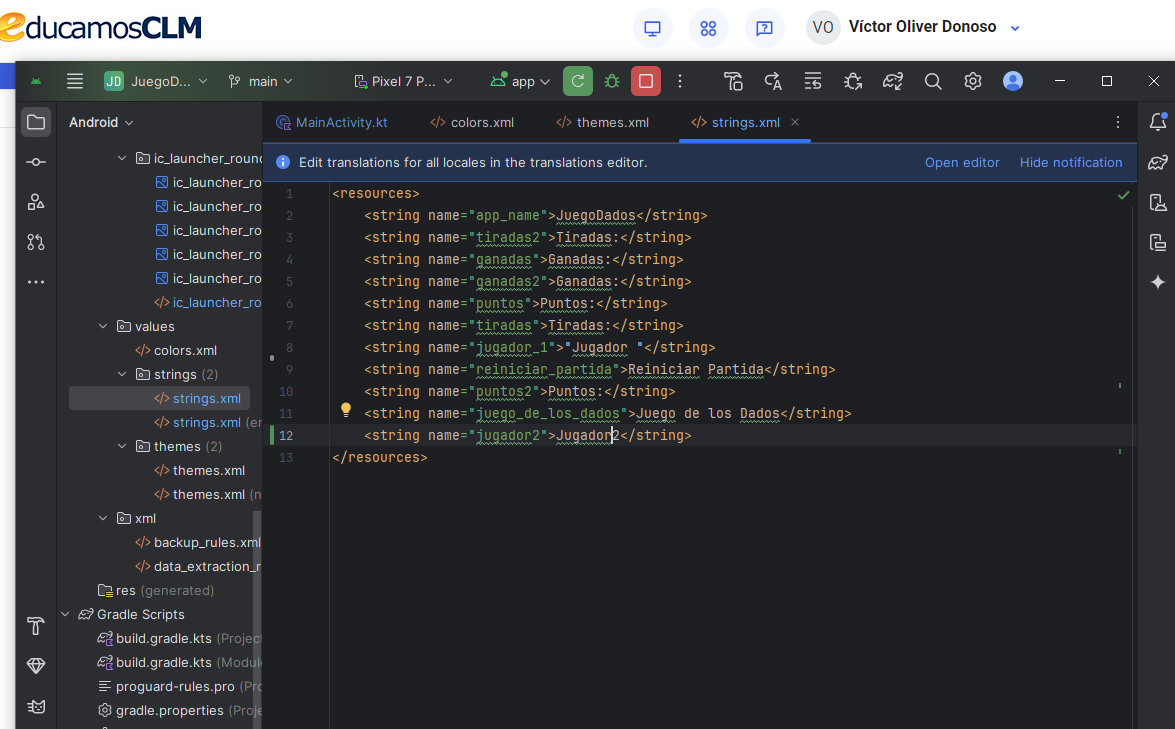 educamosCLM
VO Víctor Oliver Donoso
JD JuegoD... main Pixel 7 P... app
Android
MainActivity.kt colors.xml themes.xml strings.xml
Edit translations for all locales in the translations editor. Open editor Hide notification
ic_launcher_round
ic_launcher_ro
ic_launcher_ro
ic_launcher_ro
ic_launcher_ro
ic_launcher_ro
ic_launcher_ro
values
colors.xml
strings (2)
strings.xml
strings.xml (en
themes (2)
themes.xml
themes.xml (n
xml
backup_rules.xml
data_extraction_r
res (generated)
Gradle Scripts
build.gradle.kts (Project
build.gradle.kts (Modul
proguard-rules.pro (Pro
gradle.properties (Proje
1 <resources>
2 <string name="app_name">JuegoDados</string>
3 <string name="tiradas2">Tiradas:</string>
4 <string name="ganadas">Ganadas:</string>
5 <string name="ganadas2">Ganadas:</string>
6 <string name="puntos">Puntos:</string>
7 <string name="tiradas">Tiradas:</string>
8 <string name="jugador_1">"Jugador "</string>
9 <string name="reiniciar_partida">Reiniciar Partida</string>
10 <string name="puntos2">Puntos:</string>
11 <string name="juego_de_los_dados">Juego de los Dados</string>
12 <string name="jugador2">Jugador2</string>
13 </resources>